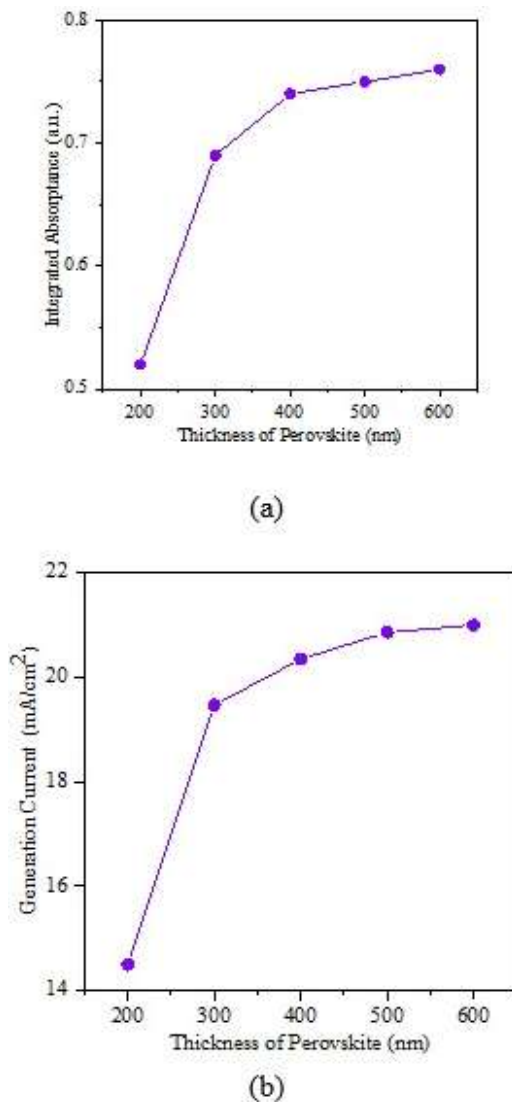 0.8
0.7
0.6
0.5
Integrated Absorptance (a.u.)
200 300 400 500 600
Thickness of Perovskite (nm)
(a)
22
20
18
16
14
Generation Current (mA/cm²)
200 300 400 500 600
Thickness of Perovskite (nm)
(b)